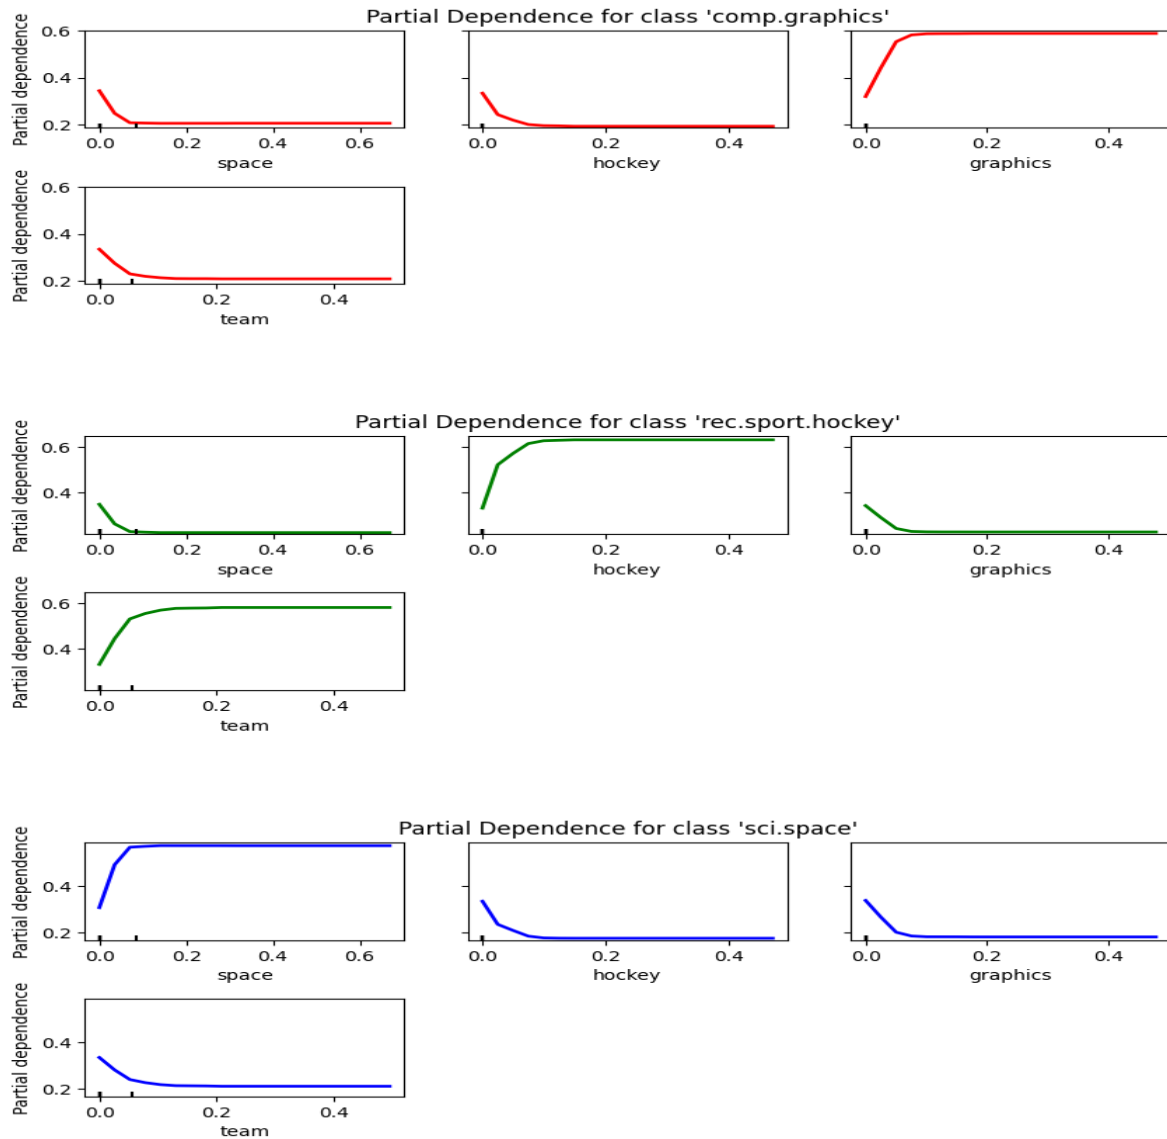 Partial Dependence for class 'comp.graphics'
Partial dependence
0.6
0.4
0.2
0.0 0.2 0.4 0.6
space
0.0 0.2 0.4
hockey
0.0 0.2 0.4
graphics
Partial dependence
0.6
0.4
0.2
0.0 0.2 0.4
team
Partial Dependence for class 'rec.sport.hockey'
Partial dependence
0.6
0.4
0.0 0.2 0.4 0.6
space
0.0 0.2 0.4
hockey
0.0 0.2 0.4
graphics
Partial dependence
0.6
0.4
0.0 0.2 0.4
team
Partial Dependence for class 'sci.space'
Partial dependence
0.4
0.2
0.0 0.2 0.4 0.6
space
0.0 0.2 0.4
hockey
0.0 0.2 0.4
graphics
Partial dependence
0.4
0.2
0.0 0.2 0.4
team